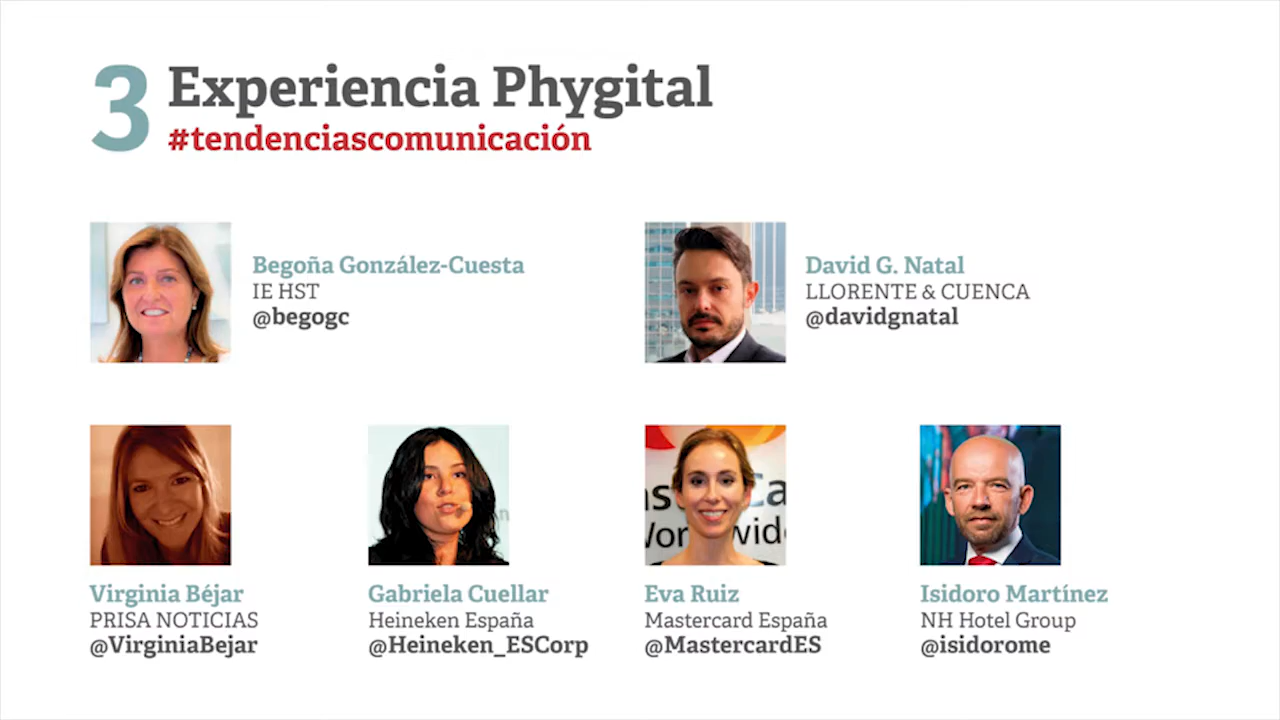 3 Experiencia Phygital
#tendenciascomunicación
Begoña González-Cuesta
IE HST
@begogc
David G. Natal
LLORENTE & CUENCA
@davidgnatal
Virginia Béjar
PRISA NOTICIAS
@VirginiaBejar
Gabriela Cuellar
Heineken España
@Heineken_ESCorp
Eva Ruiz
Mastercard España
@MastercardES
Isidoro Martínez
NH Hotel Group
@isidorome